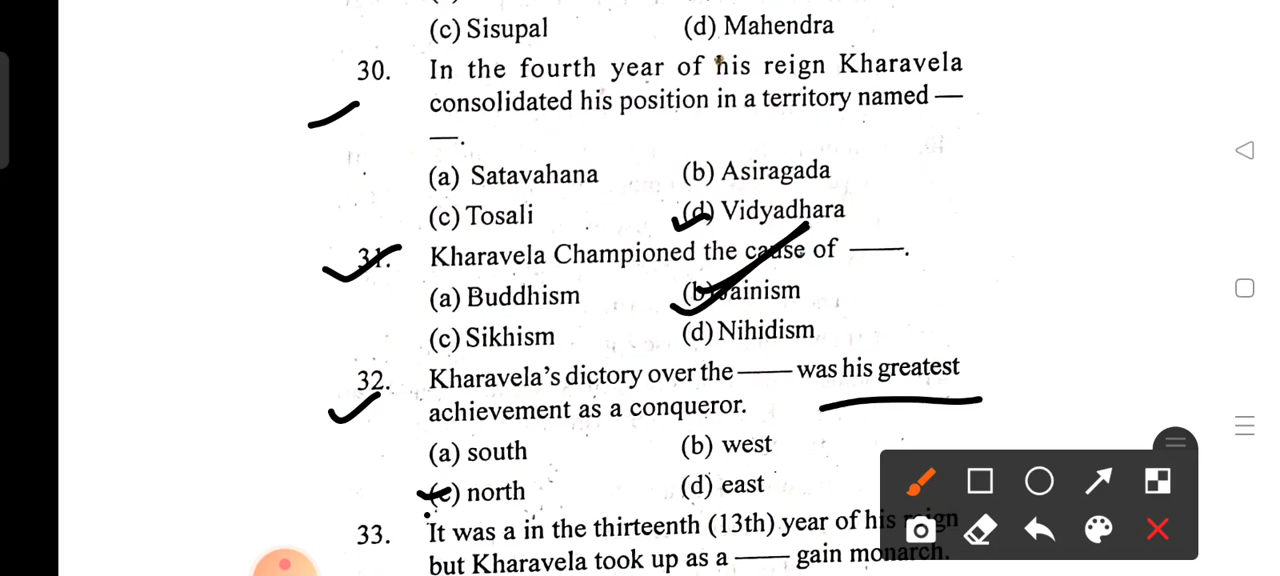 (c) Sisupal (d) Mahendra
30. In the fourth year of his reign Kharavela
consolidated his position in a territory named —
—.
(a) Satavahana (b) Asiragada
(c) Tosali (d) Vidyadhara
31. Kharavela Championed the cause of ——.
(a) Buddhism (b) Jainism
(c) Sikhism (d) Nihidism
32. Kharavela's dictory over the —— was his greatest
achievement as a conqueror.
(a) south (b) west
(c) north (d) east
33. It was a in the thirteenth (13th) year of his reign
but Kharavela took up as a —— gain monarch.